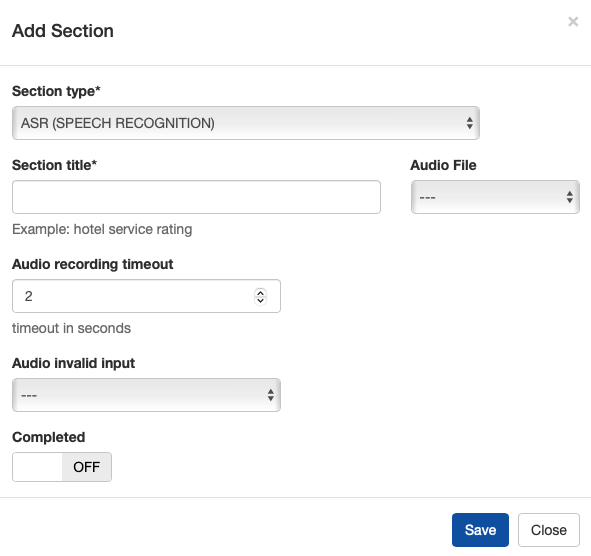 Add Section
×
Section type*
ASR (SPEECH RECOGNITION)
Section title*
Audio File
---
Example: hotel service rating
Audio recording timeout
2
timeout in seconds
Audio invalid input
---
Completed
OFF
Save
Close